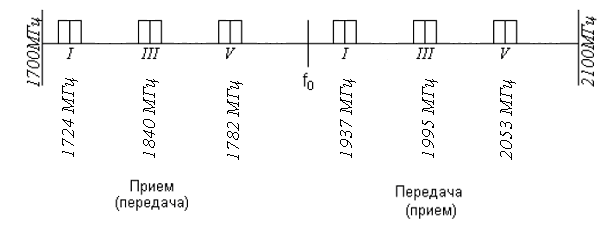 1700МГц
I III V I III V
f0
2100МГц
1724 МГц
1840 МГц
1782 МГц
1937 МГц
1995 МГц
2053 МГц
Прием
(передача)
Передача
(прием)